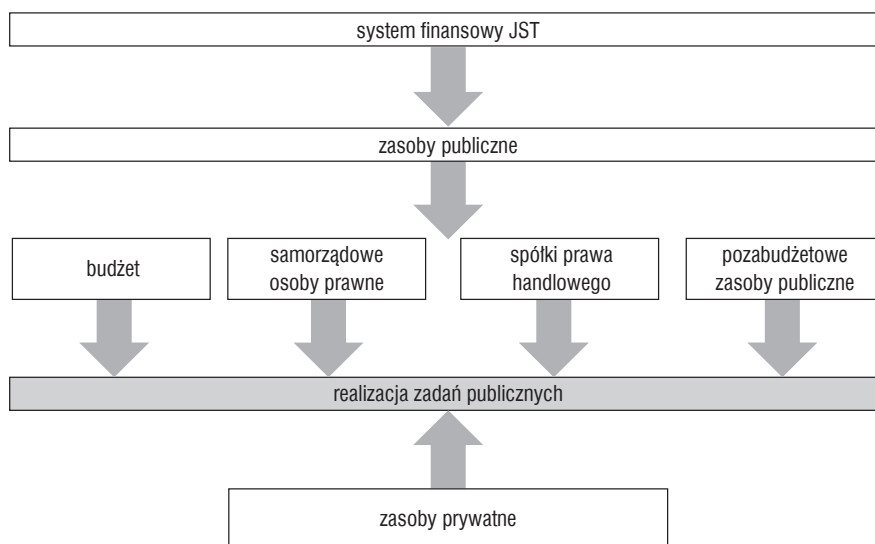 system finansowy JST
zasoby publiczne
budżet
samorządowe
osoby prawne
spółki prawa
handlowego
pozabudżetowe
zasoby publiczne
realizacja zadań publicznych
zasoby prywatne